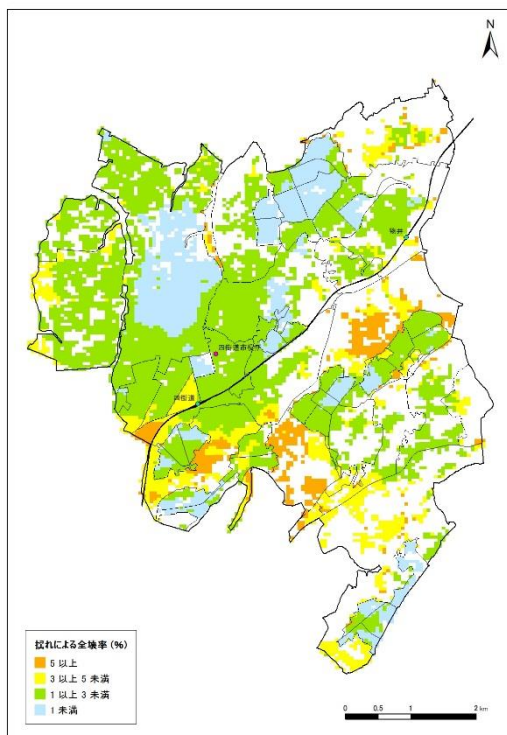 N
物井
四街道市役所
四街道
揺れによる全壊率 (%)
5 以上
3 以上 5 未満
1 以上 3 未満
1 未満
0 0.5 1 2 km